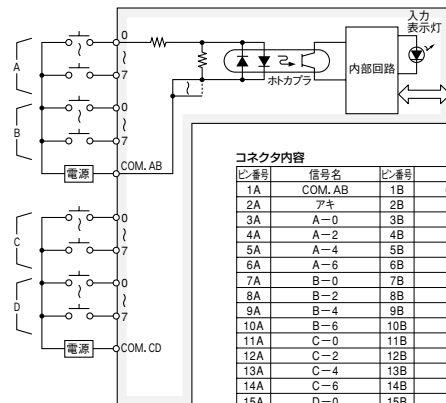 入力
表示灯
A
0
7
ホトカプラ
内部回路
B
0
7
電源
COM. AB
C
0
7
D
0
7
電源
COM. CD
コネクタ内容
ピン番号 信号名 ピン番号
1A COM. AB 1B
2A アキ 2B
3A A－0 3B
4A A－2 4B
5A A－4 5B
6A A－6 6B
7A B－0 7B
8A B－2 8B
9A B－4 9B
10A B－6 10B
11A C－0 11B
12A C－2 12B
13A C－4 13B
14A C－6 14B
15A D－0 15B